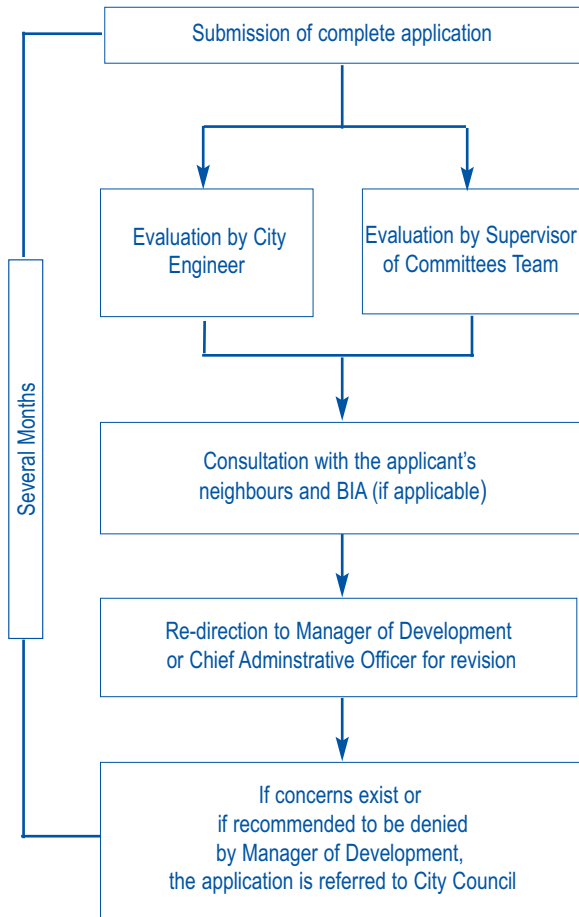 Submission of complete application
Evaluation by City
Engineer
Evaluation by Supervisor
of Committees Team
Several Months
Consultation with the applicant's
neighbours and BIA (if applicable)
Re-direction to Manager of Development
or Chief Adminstrative Officer for revision
If concerns exist or
if recommended to be denied
by Manager of Development,
the application is referred to City Council